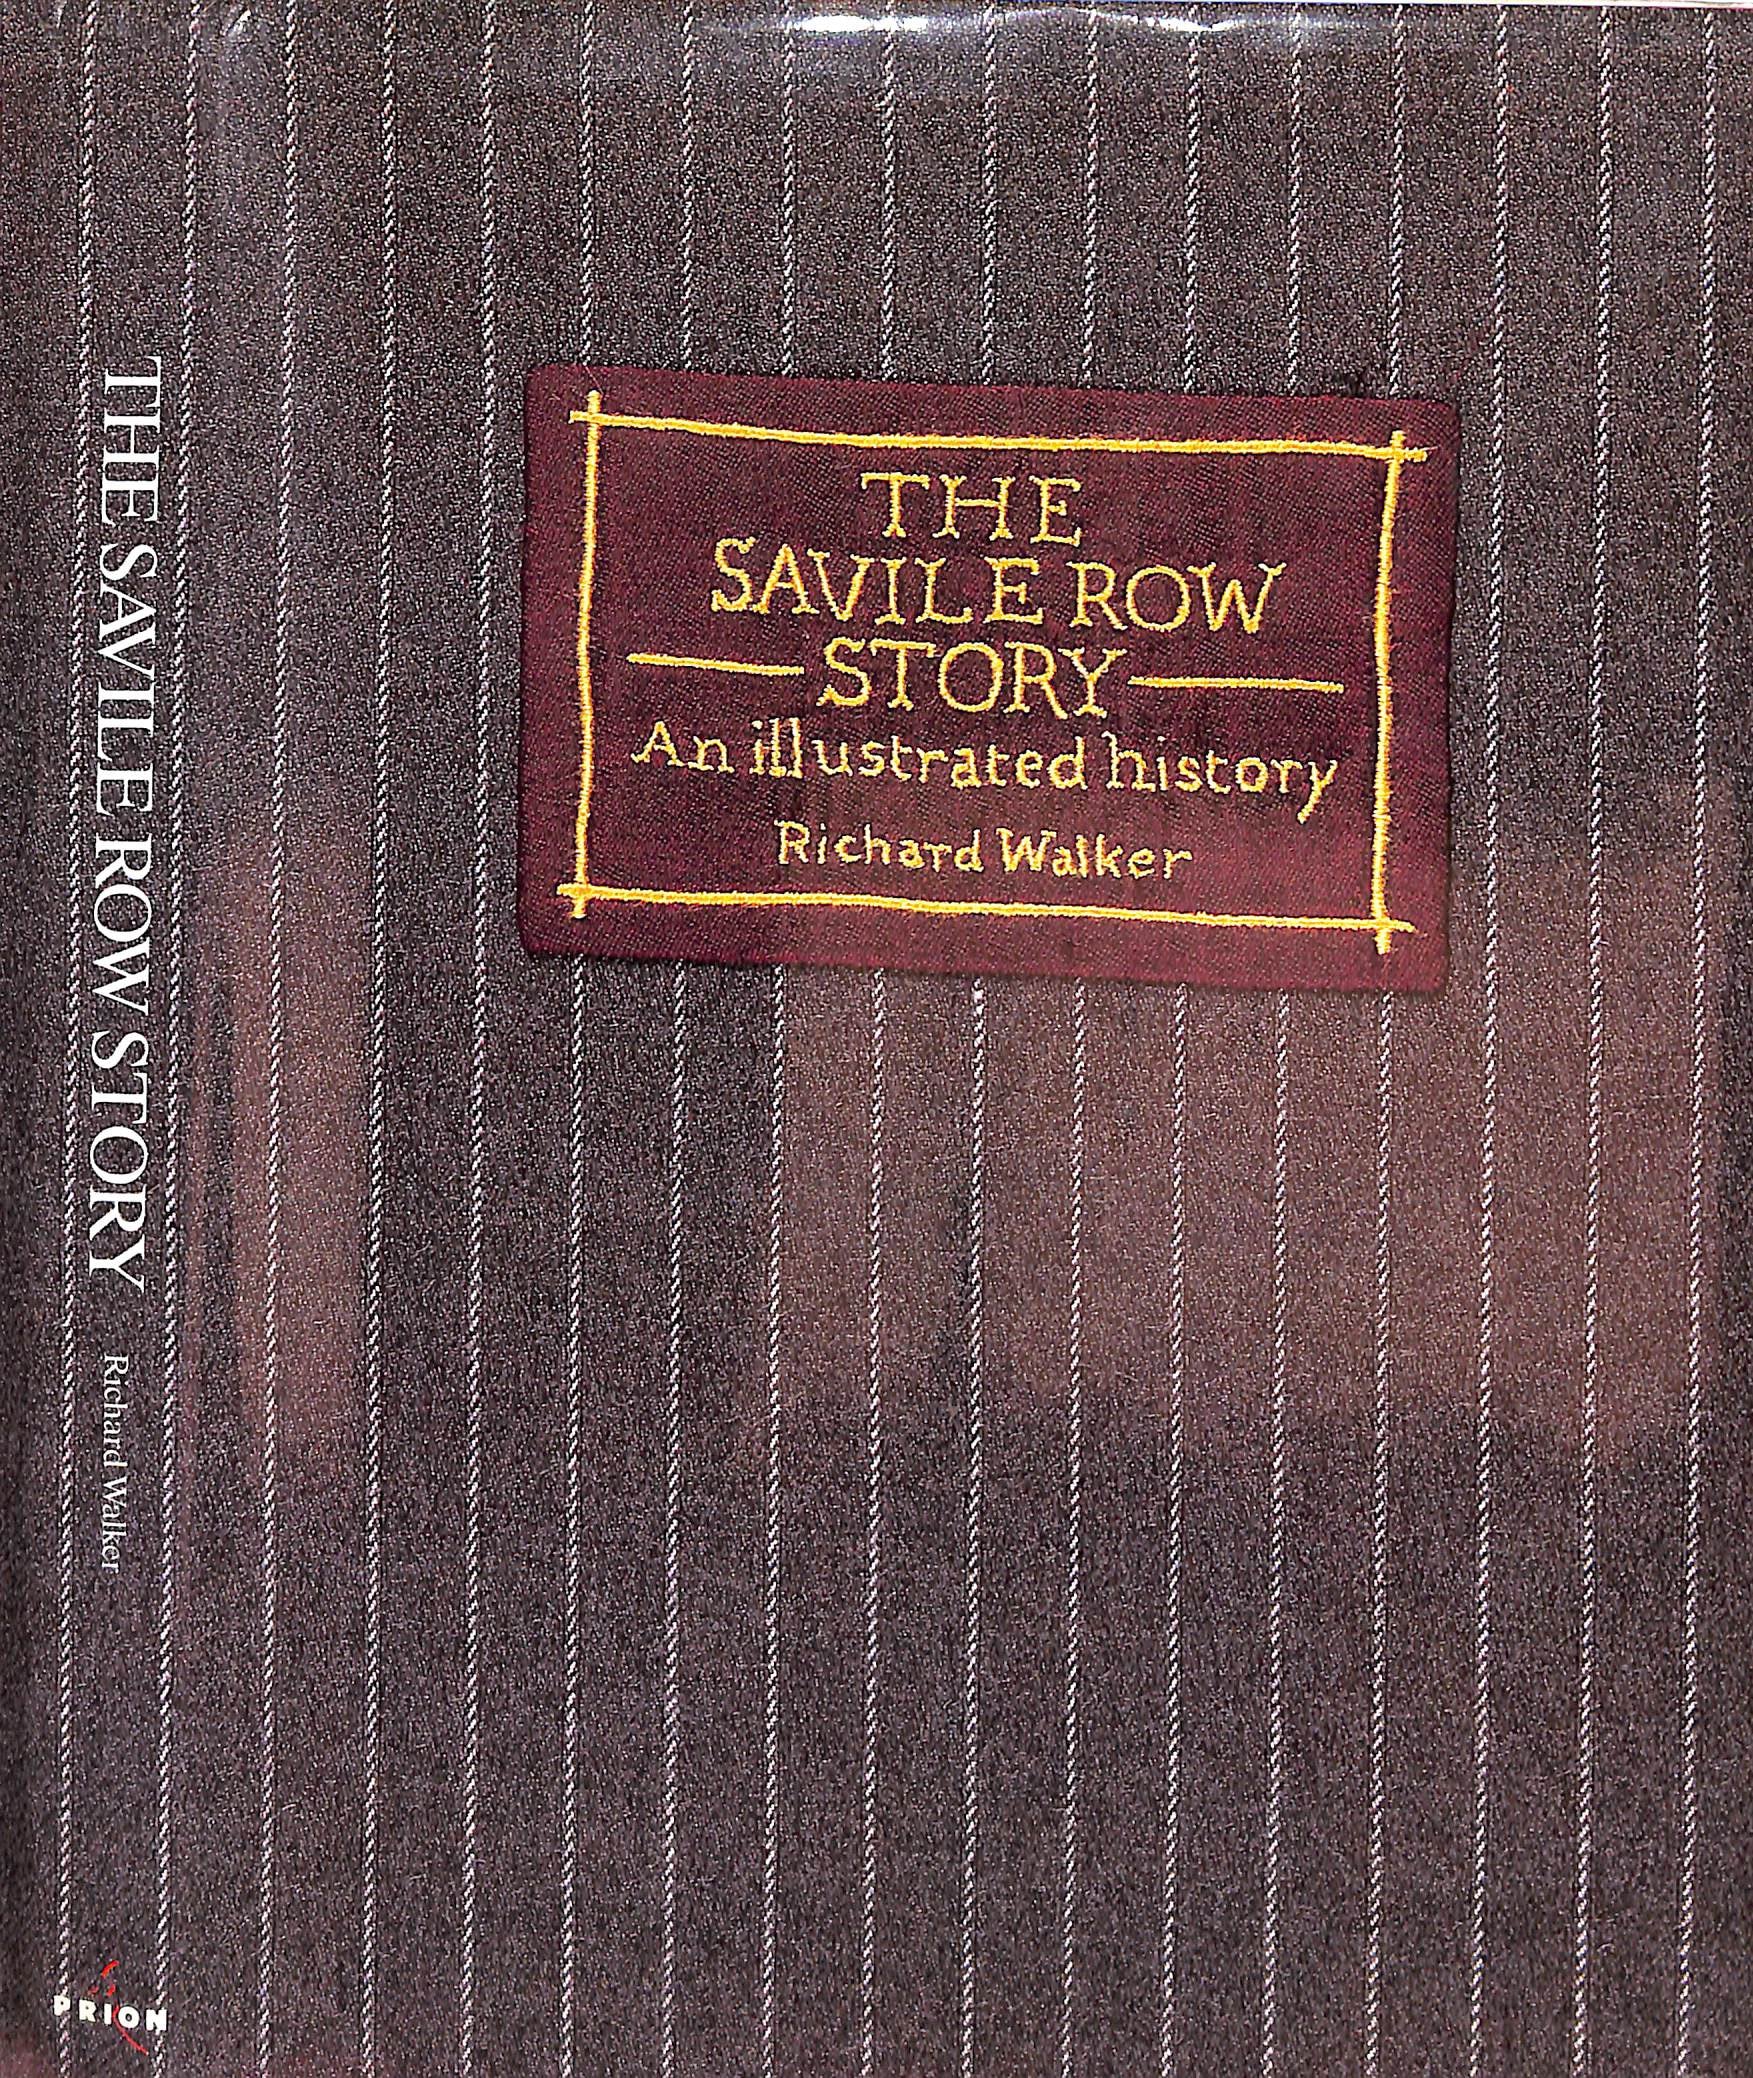 THE SAVILE ROW STORY Richard Walker
PRION
THE
SAVILE ROW
STORY
An illustrated history
Richard Walker